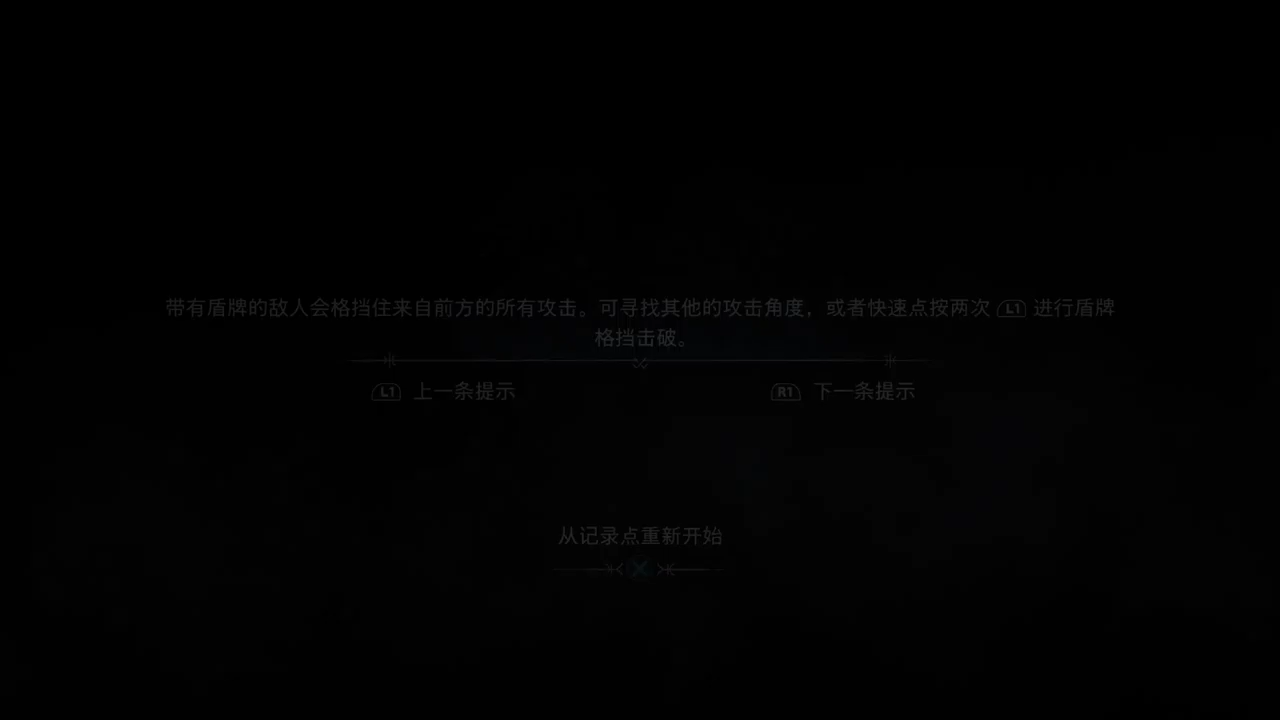 带有盾牌的敌人会格挡住来自前方的所有攻击。可寻找其他的攻击角度，或者快速点按两次 L1 进行盾牌
格挡击破。
L1 上一条提示
R1 下一条提示
从记录点重新开始